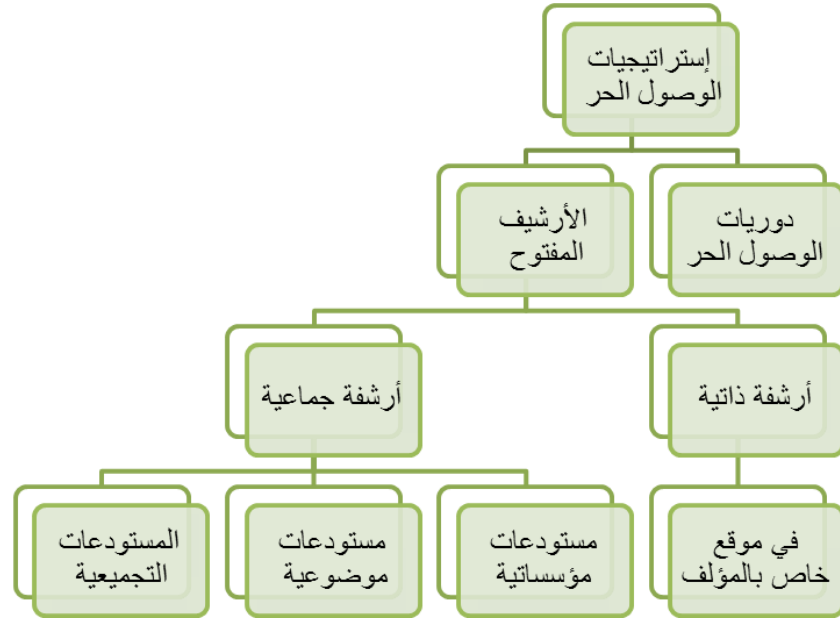 إستراتيجيات
الوصول الحر
دوريات
الوصول الحر
الأرشيف
المفتوح
أرشفة ذاتية
أرشفة جماعية
في موقع
خاص بالمؤلف
مستودعات
مؤسساتية
مستودعات
موضوعية
المستودعات
التجميعية